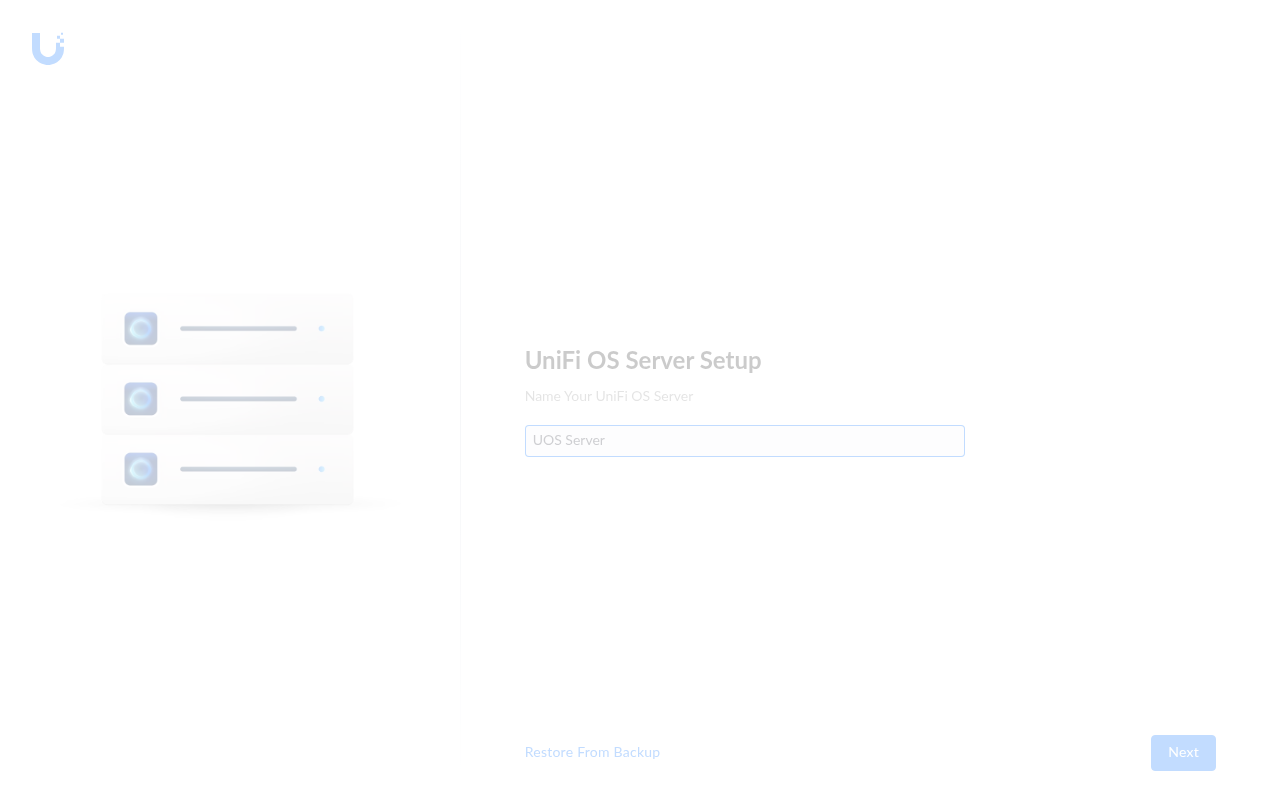 UniFi OS Server Setup
Name Your UniFi OS Server
UOS Server
Restore From Backup
Next